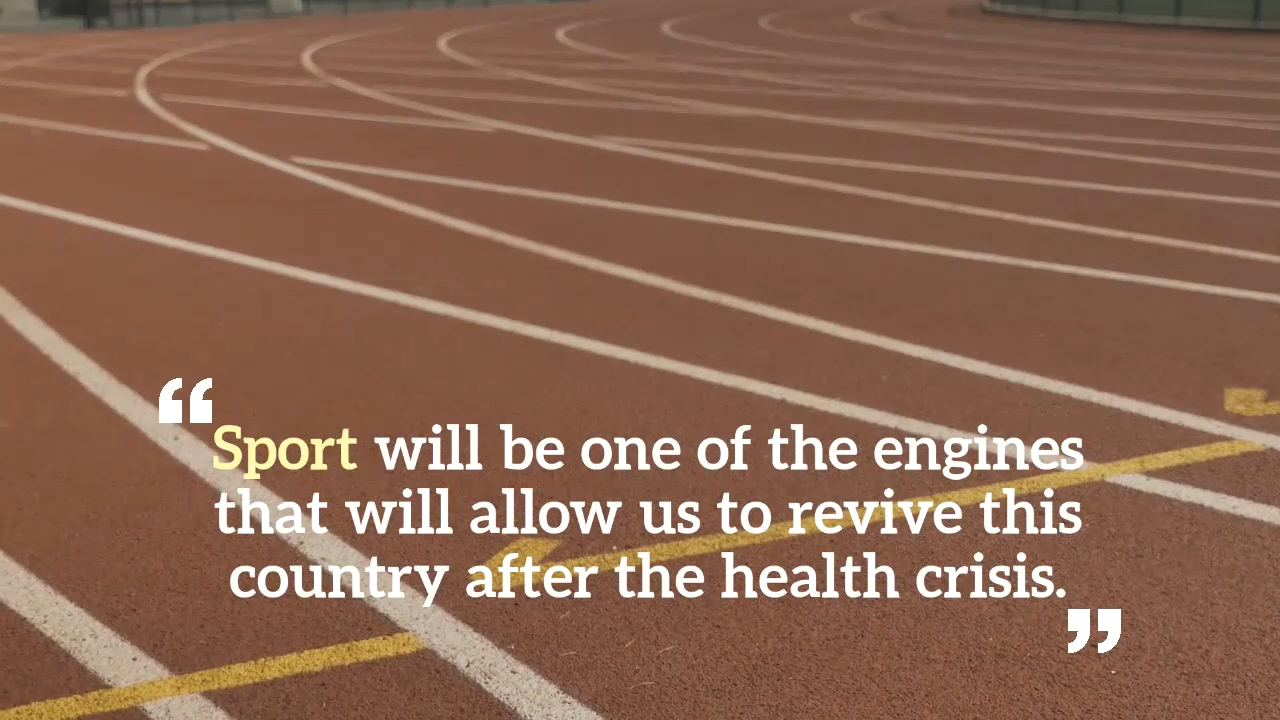 “Sport will be one of the engines
that will allow us to revive this
country after the health crisis.”